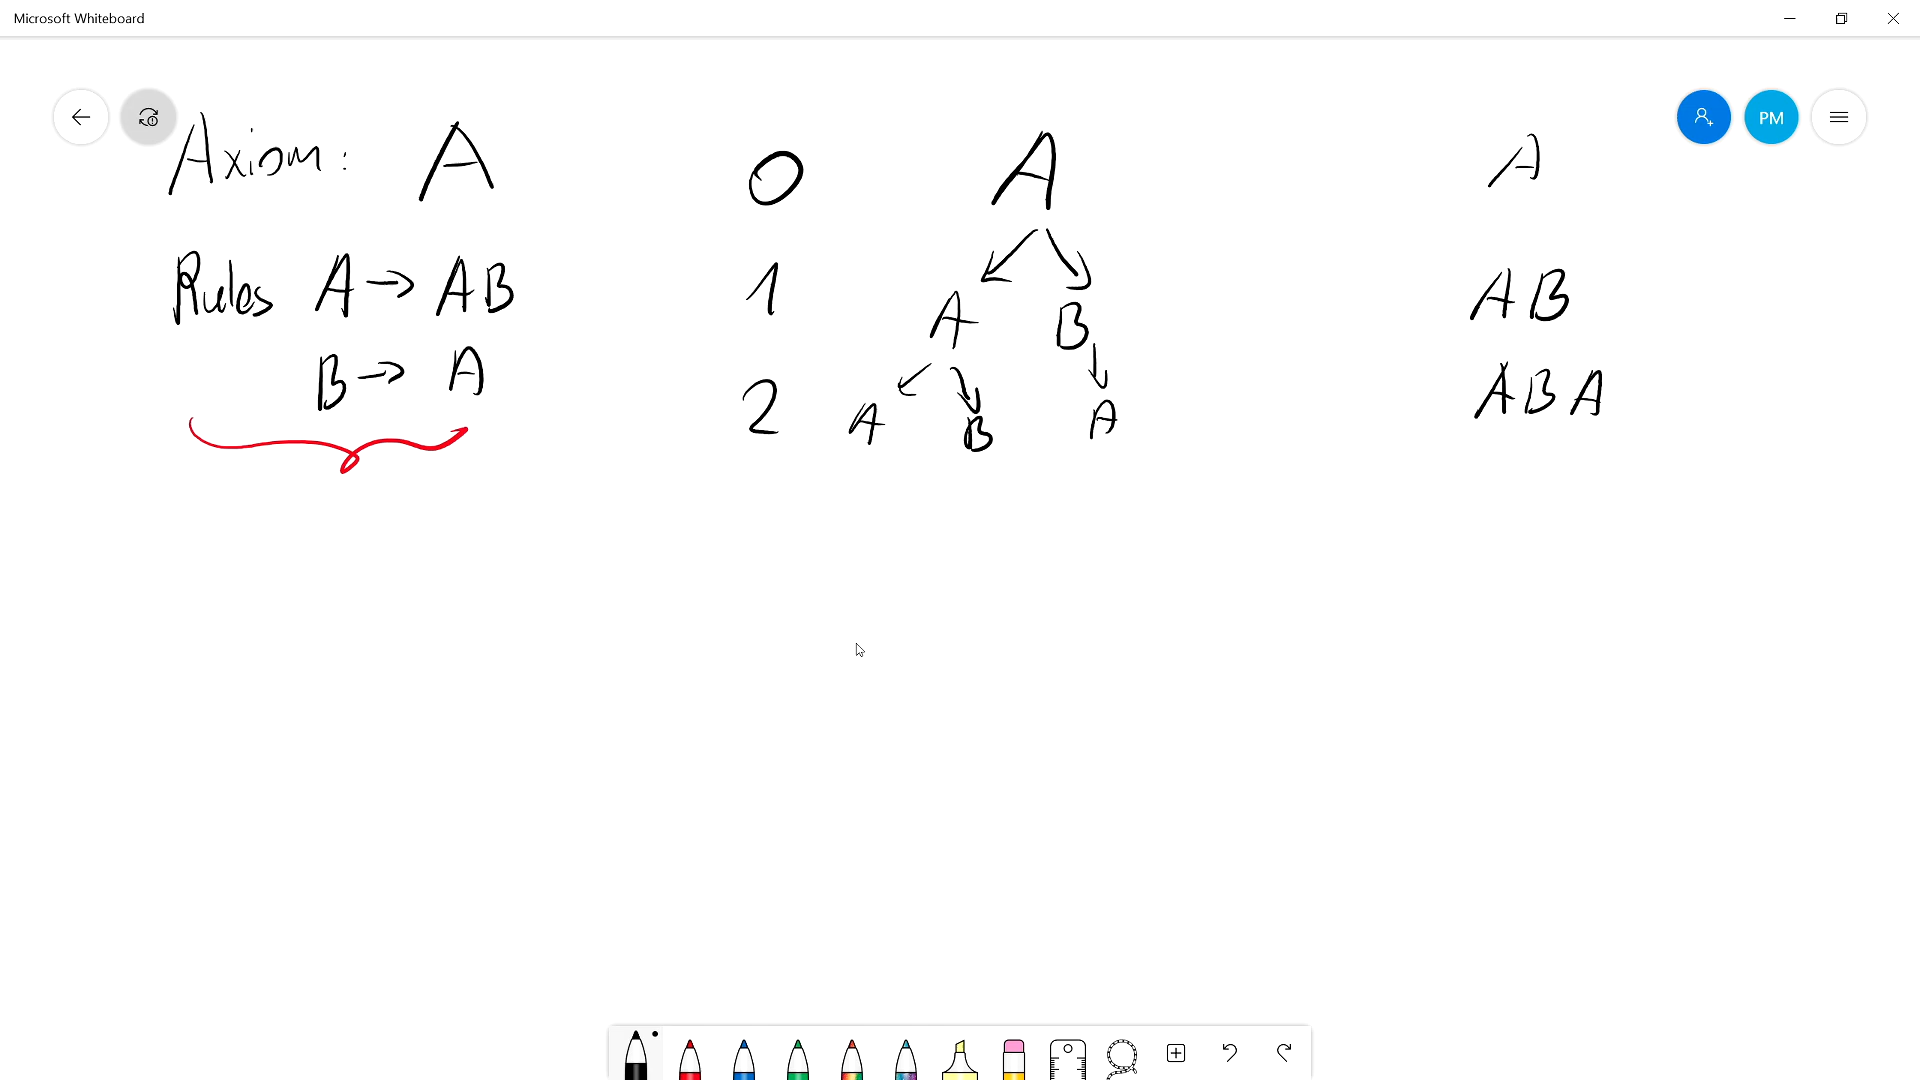 Microsoft Whiteboard
PM
Axiom: A 0 A A
Rules A → AB 1 A B AB
B → A 2 A B A ABA